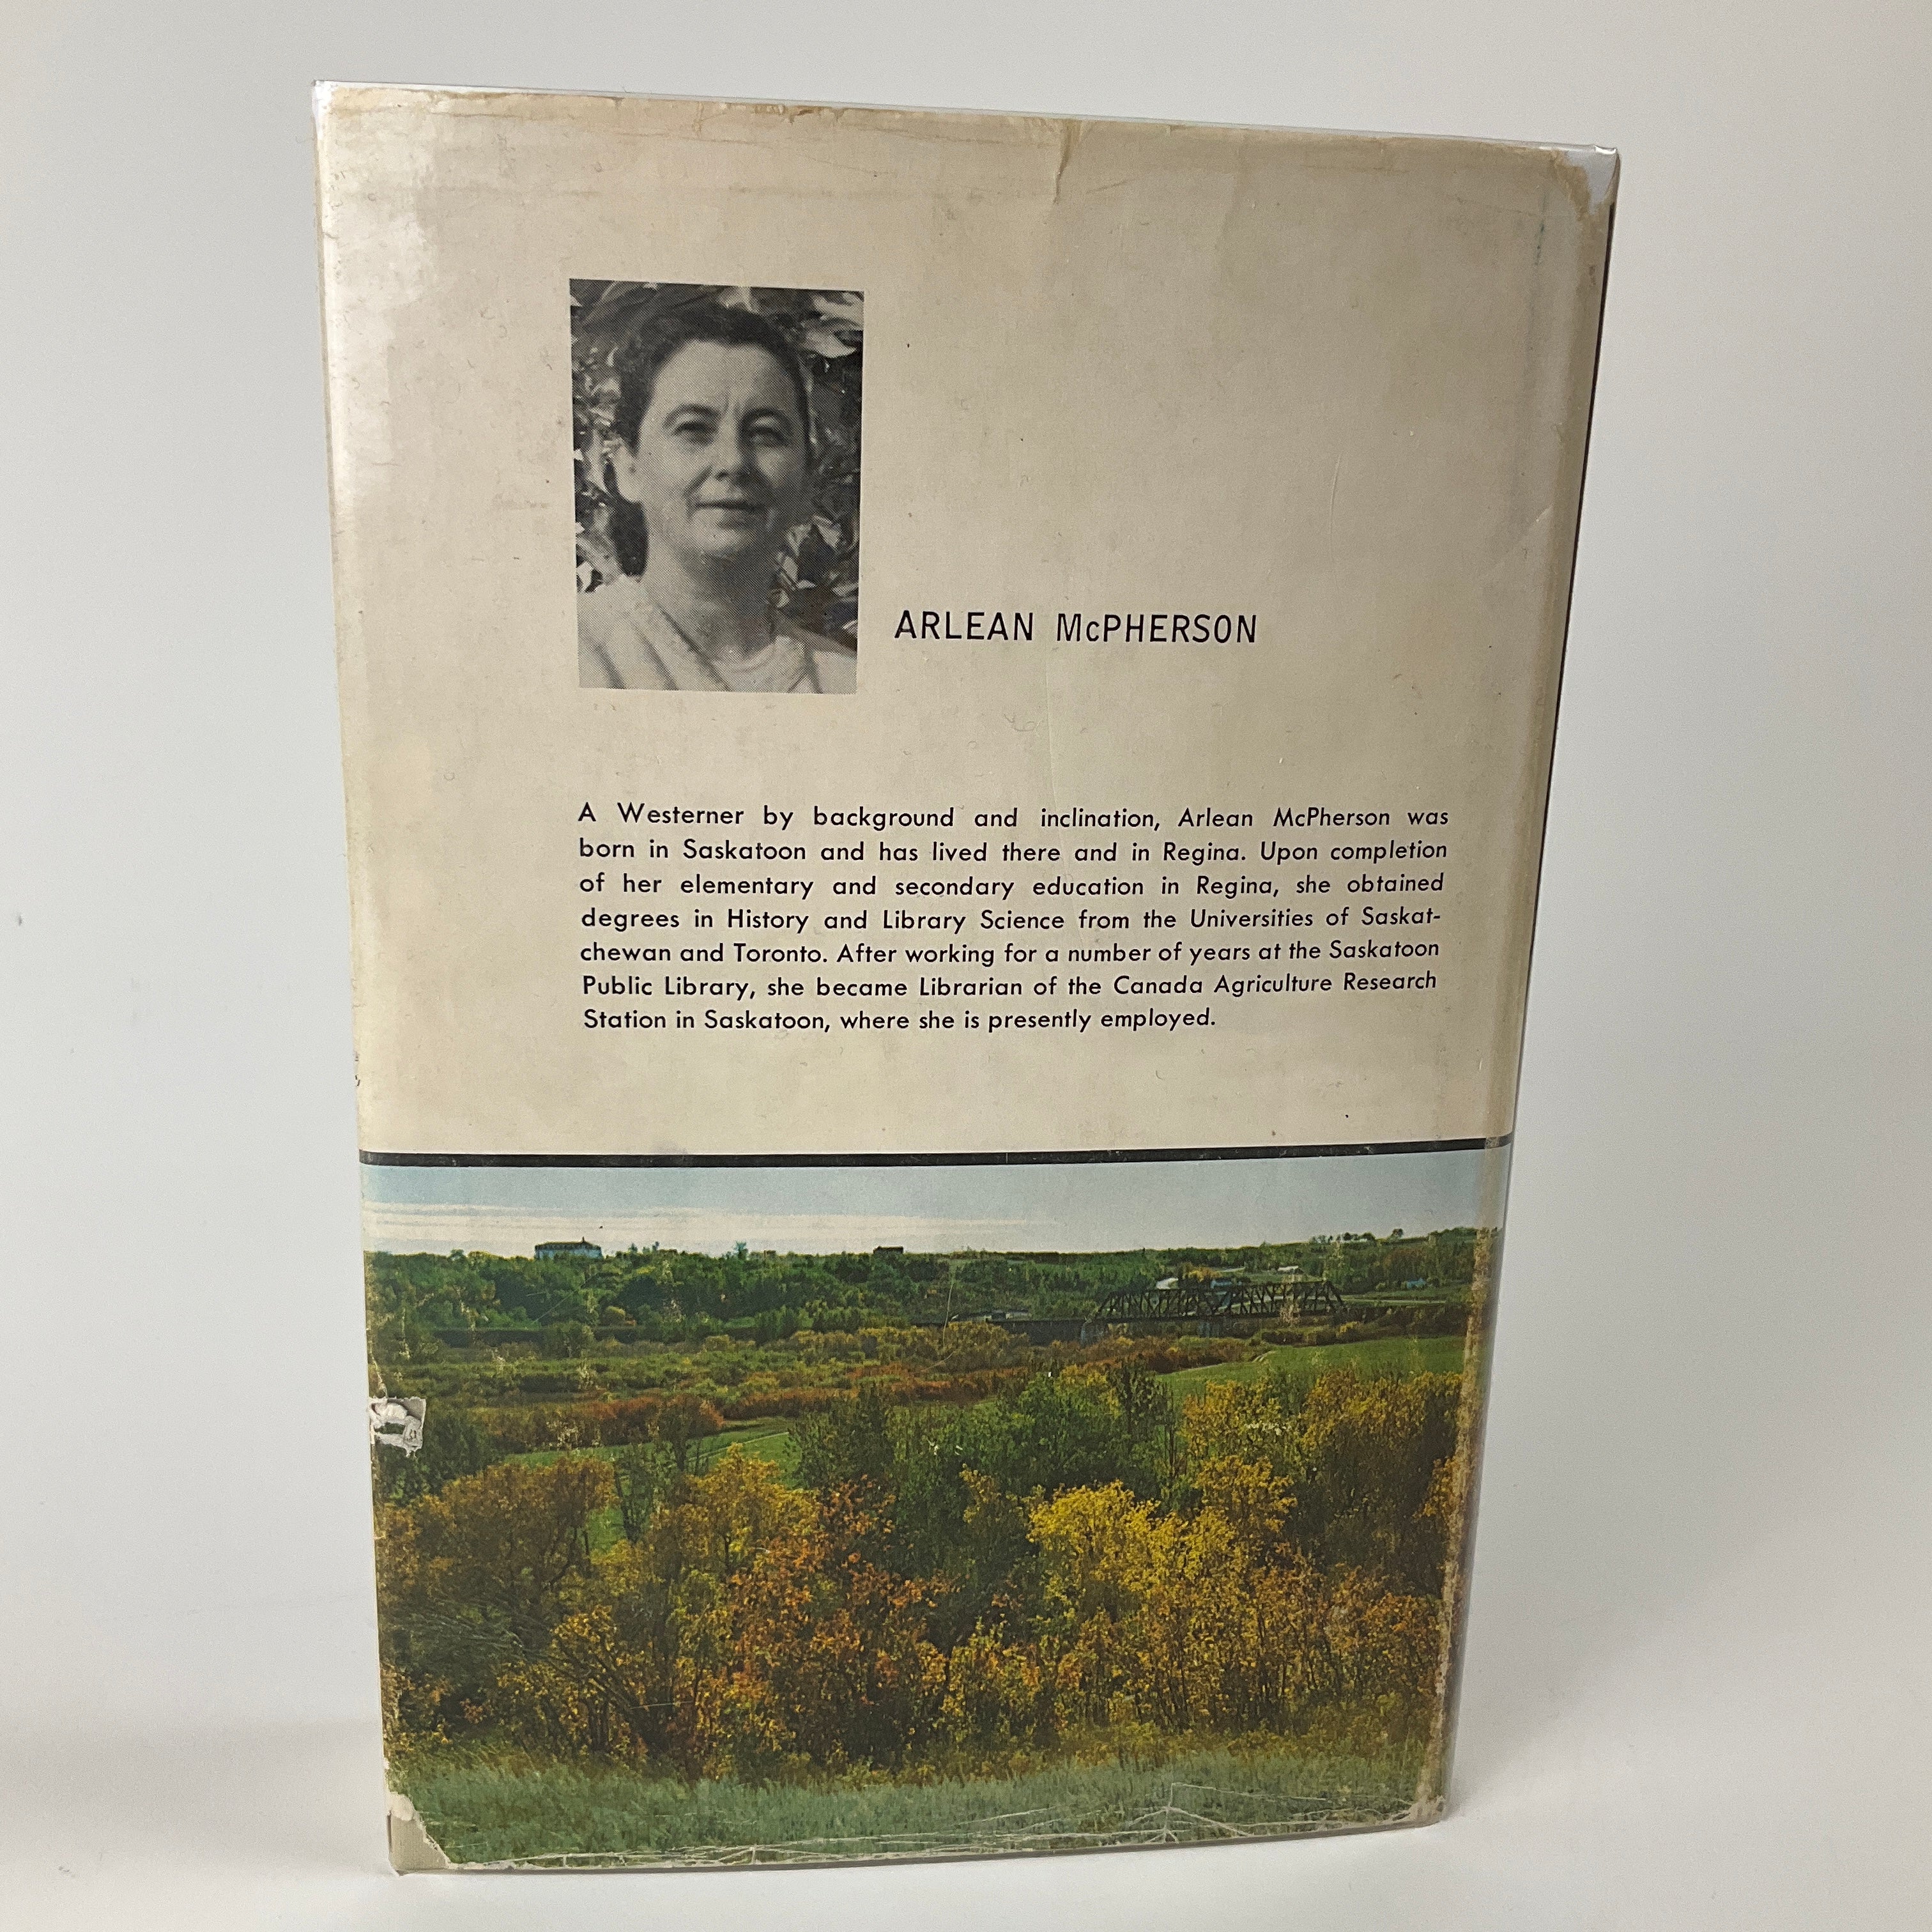 ARLEAN McPHERSON
A Westerner by background and inclination, Arlean McPherson was
born in Saskatoon and has lived there and in Regina. Upon completion
of her elementary and secondary education in Regina, she obtained
degrees in History and Library Science from the Universities of Saskat-
chewan and Toronto. After working for a number of years at the Saskatoon
Public Library, she became Librarian of the Canada Agriculture Research
Station in Saskatoon, where she is presently employed.